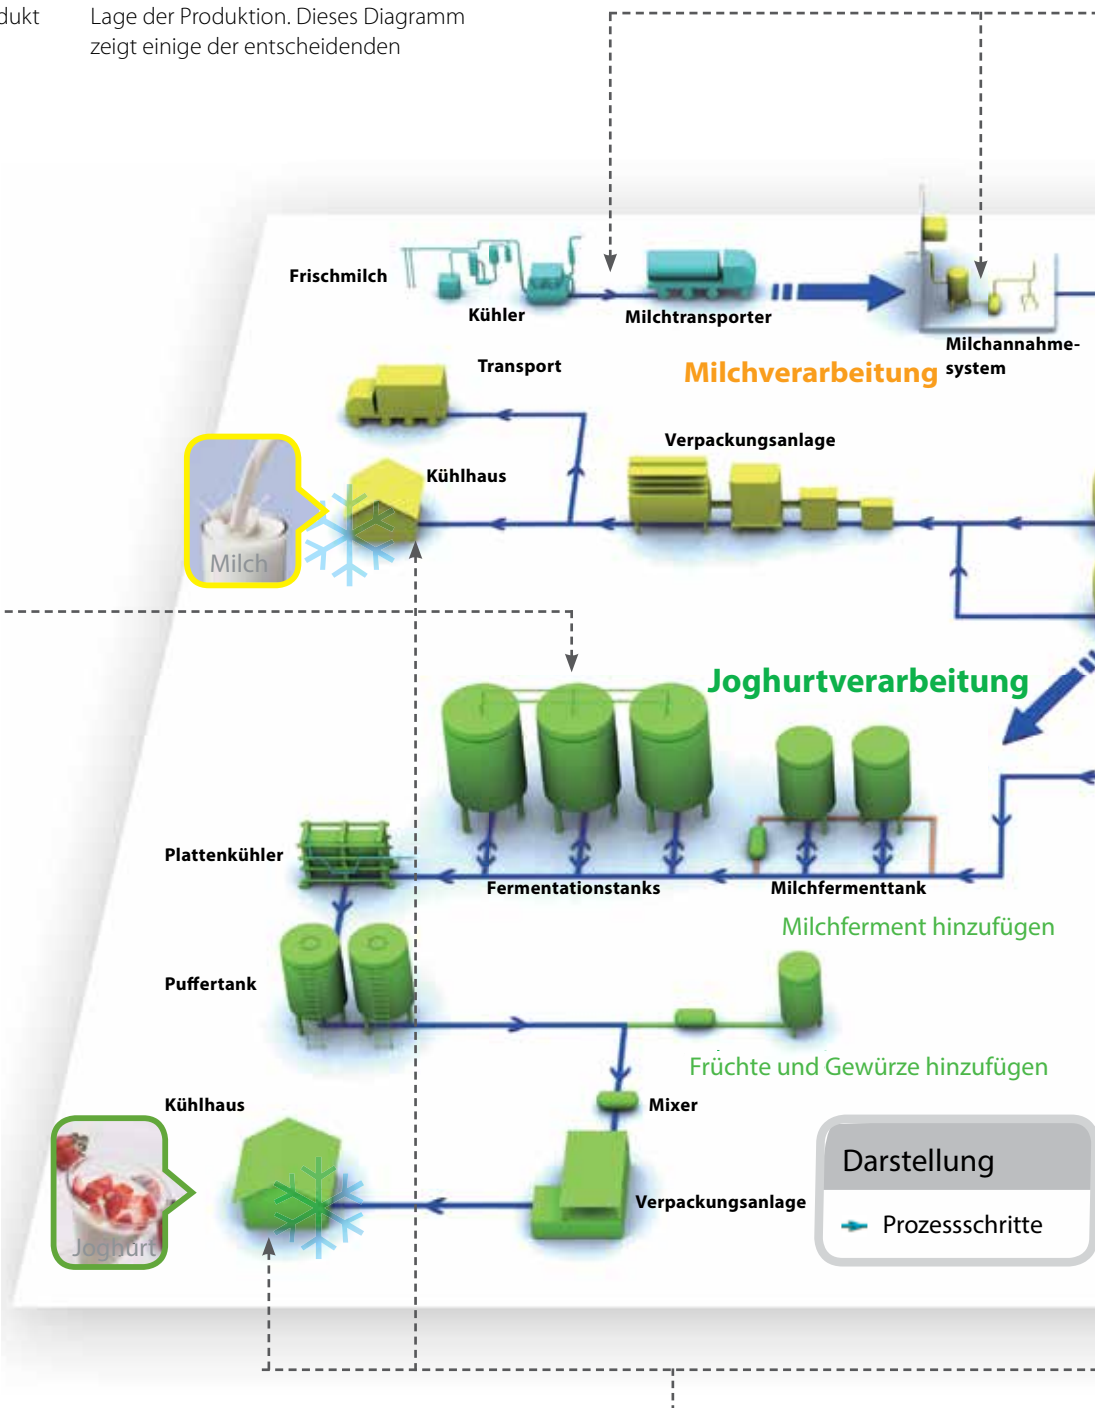 dukt
Lage der Produktion. Dieses Diagramm
zeigt einige der entscheidenden
Frischmilch
Kühler
Milchtransporter
Milchannahme-
system
Transport
Milchverarbeitung
Verpackungsanlage
Kühlhaus
Milch
Joghurtverarbeitung
Plattenkühler
Fermentationstanks
Milchfermenttank
Milchferment hinzufügen
Puffertank
Früchte und Gewürze hinzufügen
Kühlhaus
Mixer
Joghurt
Verpackungsanlage
Darstellung
Prozessschritte